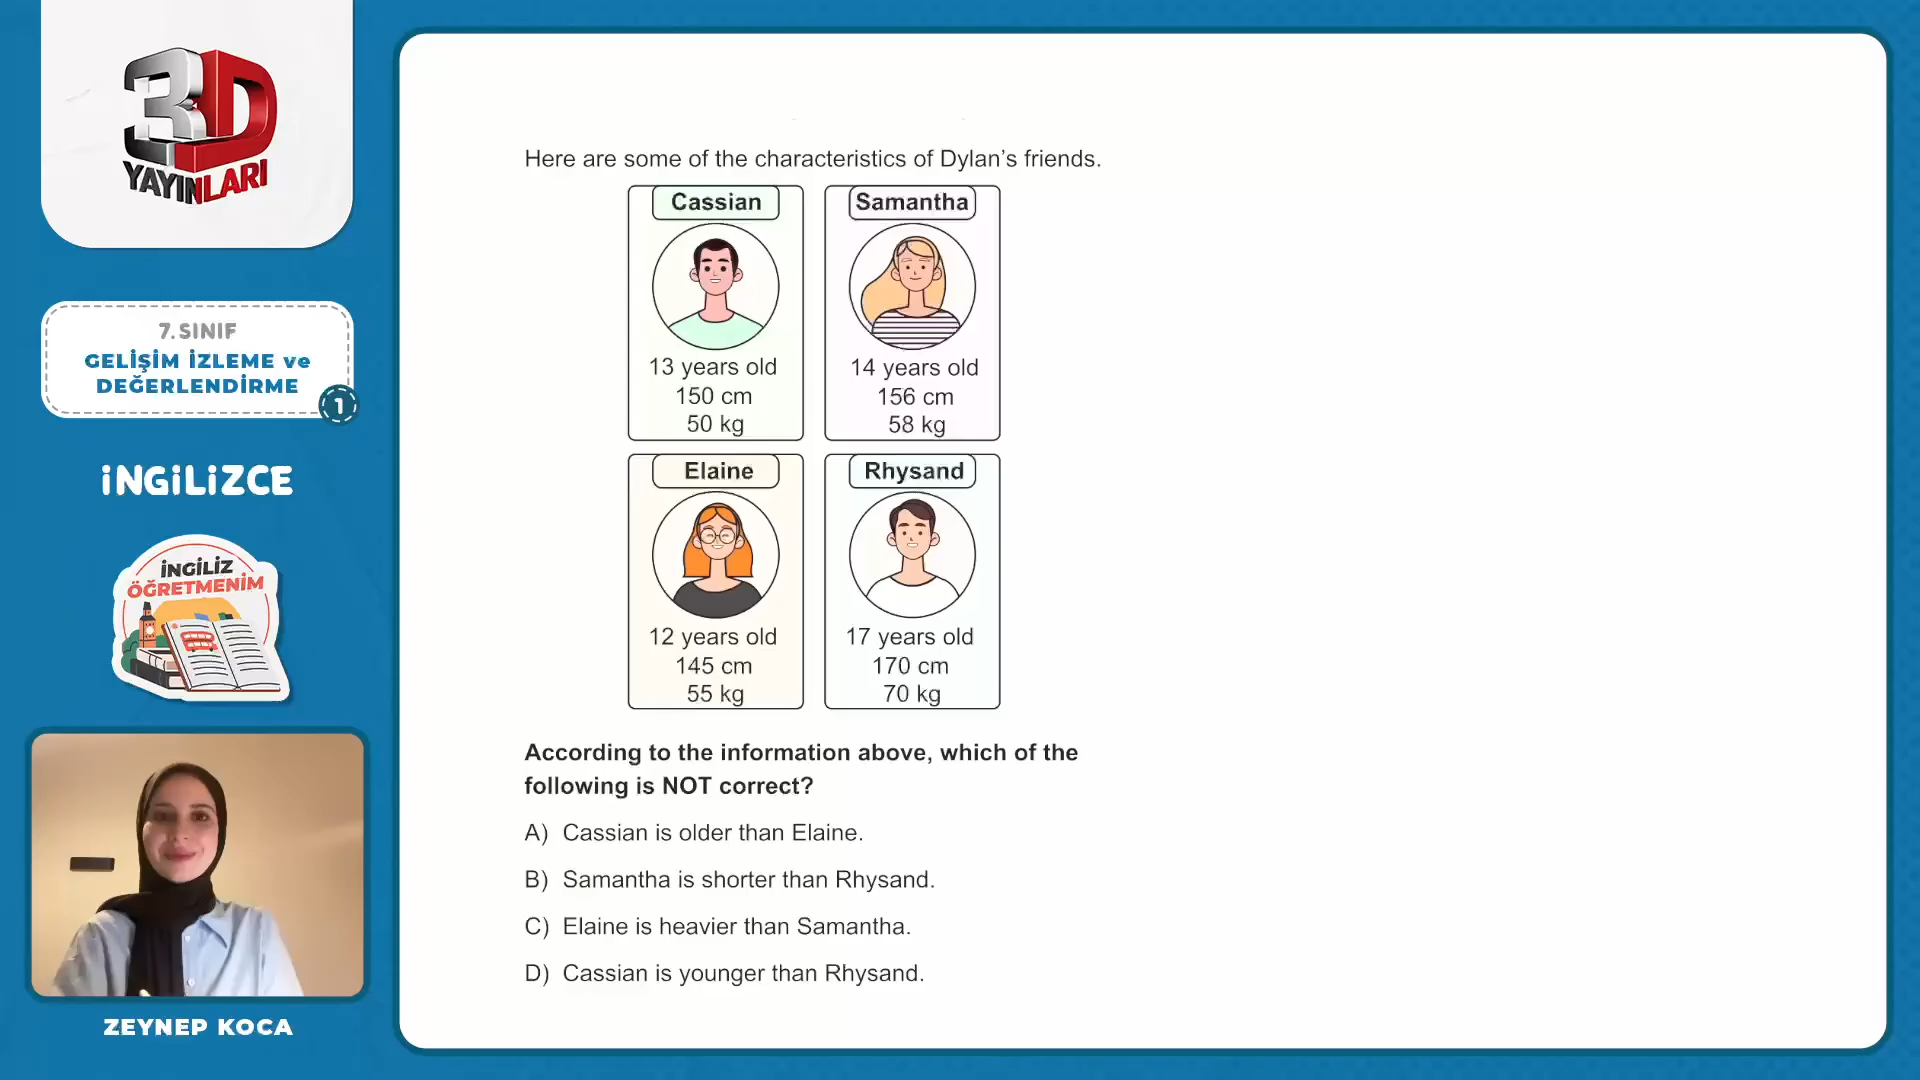 3D
YAYINLARI
7. SINIF
GELİŞİM İZLEME ve
DEĞERLENDİRME
1
İNGİLİZCE
İNGİLİZ
ÖĞRETMENİM
ZEYNEP KOCA
Here are some of the characteristics of Dylan’s friends.
Cassian
13 years old
150 cm
50 kg
Samantha
14 years old
156 cm
58 kg
Elaine
12 years old
145 cm
55 kg
Rhysand
17 years old
170 cm
70 kg
According to the information above, which of the
following is NOT correct?
A) Cassian is older than Elaine.
B) Samantha is shorter than Rhysand.
C) Elaine is heavier than Samantha.
D) Cassian is younger than Rhysand.